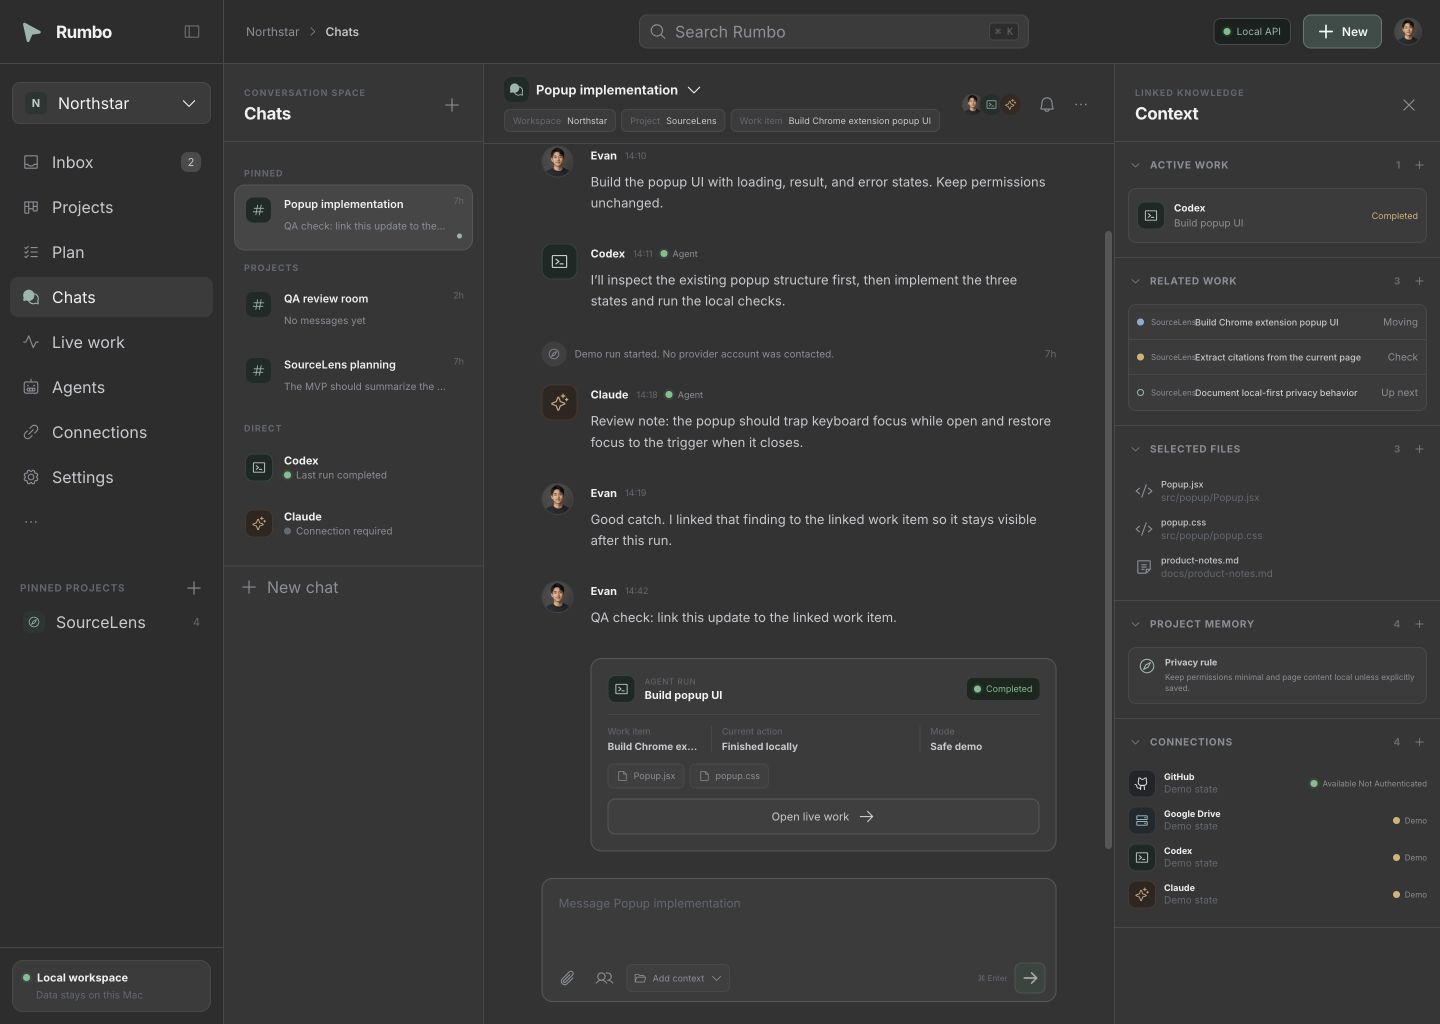 Rumbo
Northstar > Chats
Search Rumbo
⌘ K
Local API
+ New
N Northstar
Inbox 2
Projects
Plan
Chats
Live work
Agents
Connections
Settings
...
PINNED PROJECTS +
SourceLens 4
Local workspace
Data stays on this Mac
CONVERSATION SPACE
Chats
PINNED
Popup implementation 7h
QA check: link this update to the...
PROJECTS
QA review room 2h
No messages yet
SourceLens planning 7h
The MVP should summarize the ...
DIRECT
Codex
Last run completed
Claude
Connection required
+ New chat
Popup implementation
Workspace Northstar
Project SourceLens
Work item Build Chrome extension popup UI
Evan 14:10
Build the popup UI with loading, result, and error states. Keep permissions
unchanged.
Codex 14:11 Agent
I'll inspect the existing popup structure first, then implement the three
states and run the local checks.
Demo run started. No provider account was contacted. 7h
Claude 14:18 Agent
Review note: the popup should trap keyboard focus while open and restore
focus to the trigger when it closes.
Evan 14:19
Good catch. I linked that finding to the linked work item so it stays visible
after this run.
Evan 14:42
QA check: link this update to the linked work item.
AGENT RUN
Build popup UI
Completed
Work item
Build Chrome ex...
Current action
Finished locally
Mode
Safe demo
Popup.jsx
popup.css
Open live work →
Message Popup implementation
Add context
⌘ Enter
LINKED KNOWLEDGE
Context
ACTIVE WORK 1 +
Codex
Build popup UI
Completed
RELATED WORK 3 +
SourceLens Build Chrome extension popup UI Moving
SourceLens Extract citations from the current page Check
SourceLens Document local-first privacy behavior Up next
SELECTED FILES 3 +
Popup.jsx
src/popup/Popup.jsx
popup.css
src/popup/popup.css
product-notes.md
docs/product-notes.md
PROJECT MEMORY 4 +
Privacy rule
Keep permissions minimal and page content local unless explicitly
saved.
CONNECTIONS 4 +
GitHub
Demo state
Available Not Authenticated
Google Drive
Demo state
Demo
Codex
Demo state
Demo
Claude
Demo state
Demo